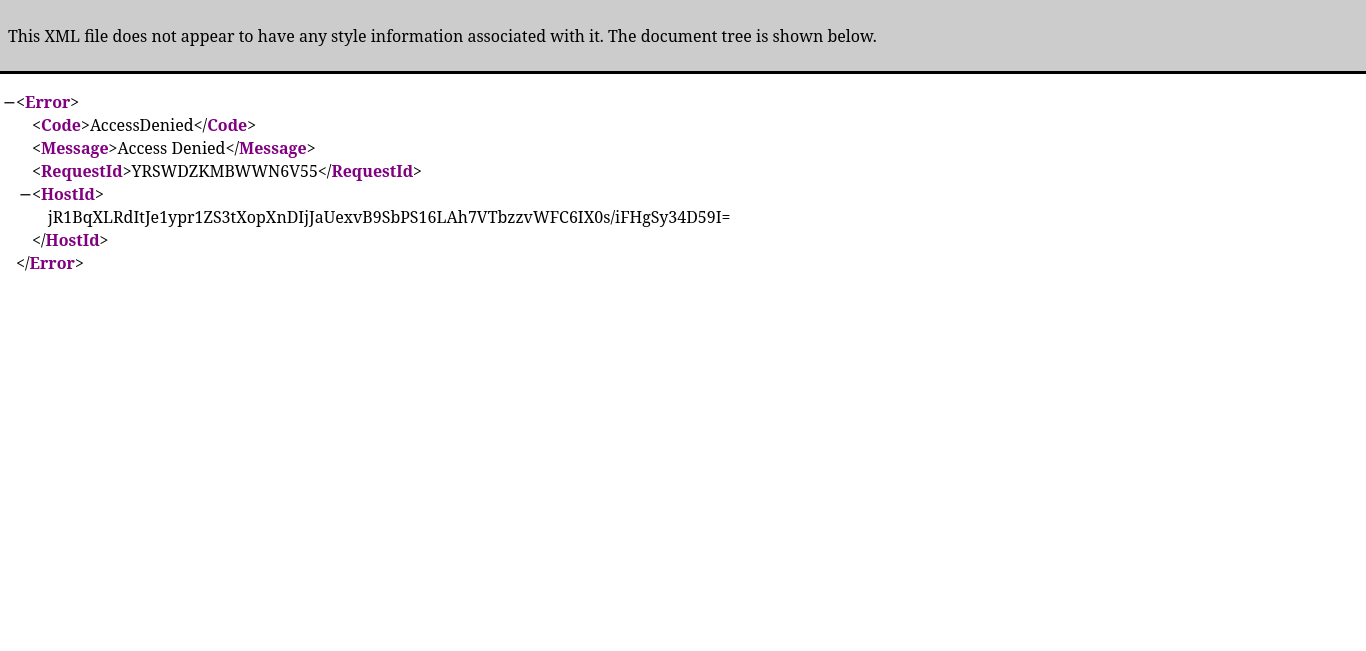 This XML file does not appear to have any style information associated with it. The document tree is shown below.
−<Error>
<Code>AccessDenied</Code>
<Message>Access Denied</Message>
<RequestId>YRSWDZKMBWWN6V55</RequestId>
−<HostId>
jR1BqXLRdItJe1ypr1ZS3tXopXnDIjJaUexvB9SbPS16LAh7VTbzzvWFC6IX0s/iFHgSy34D59I=
</HostId>
</Error>